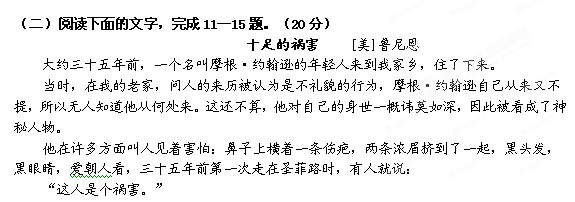 （二）阅读下面的文字，完成11—15题。（20分）
十足的祸害 [美]鲁尼恩
大约三十五年前，一个名叫摩根·约翰逊的年轻人来到我家乡，住了下来。
当时，在我的老家，问人的来历被认为是不礼貌的行为，摩根·约翰逊自己从来又不
提，所以无人知道他从何处来。这还不算，他对自己的身世一概讳莫如深，因此被看成了神
秘人物。
他在许多方面叫人见着害怕：鼻子上横着一条伤疤，两条浓眉挤到了一起，黑头发，
黑眼睛，爱朝人看，三十五年前第一次走在圣菲路时，有人就说：
“这人是个祸害。”